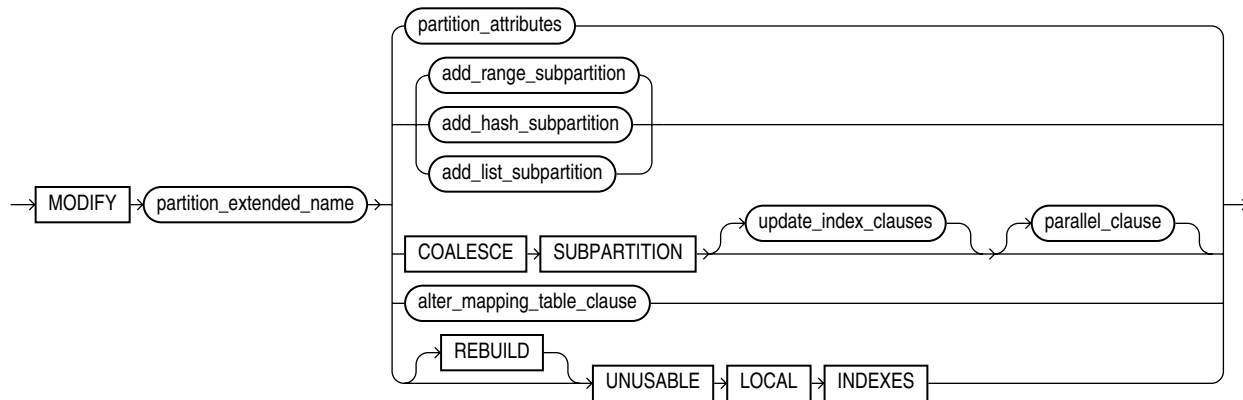 partition_attributes
add_range_subpartition
add_hash_subpartition
add_list_subpartition
MODIFY partition_extended_name
update_index_clauses parallel_clause
COALESCE SUBPARTITION
alter_mapping_table_clause
REBUILD
UNUSABLE LOCAL INDEXES